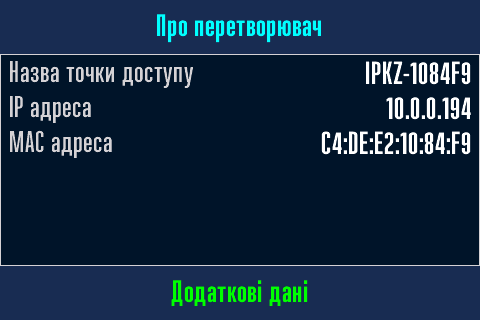 Про перетворювач
Назва точки доступу IPKZ-1084F9
IP адреса 10.0.0.194
MAC адреса C4:DE:E2:10:84:F9
Додаткові дані